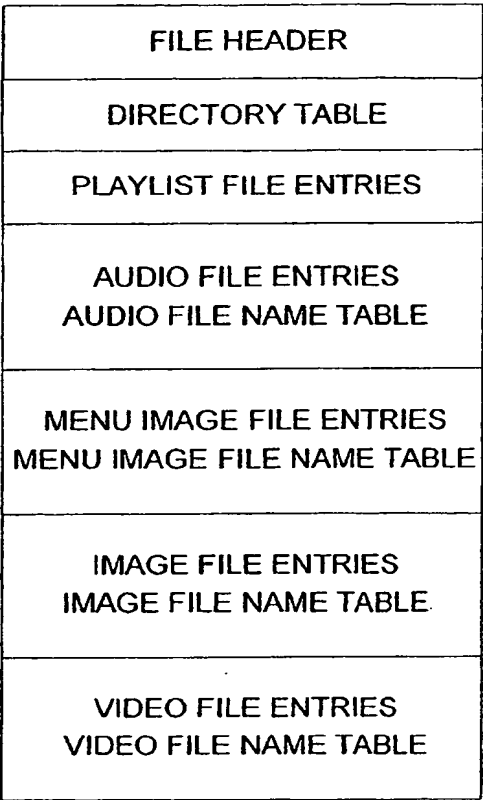 FILE HEADER
DIRECTORY TABLE
PLAYLIST FILE ENTRIES
AUDIO FILE ENTRIES
AUDIO FILE NAME TABLE
MENU IMAGE FILE ENTRIES
MENU IMAGE FILE NAME TABLE
IMAGE FILE ENTRIES
IMAGE FILE NAME TABLE
VIDEO FILE ENTRIES
VIDEO FILE NAME TABLE